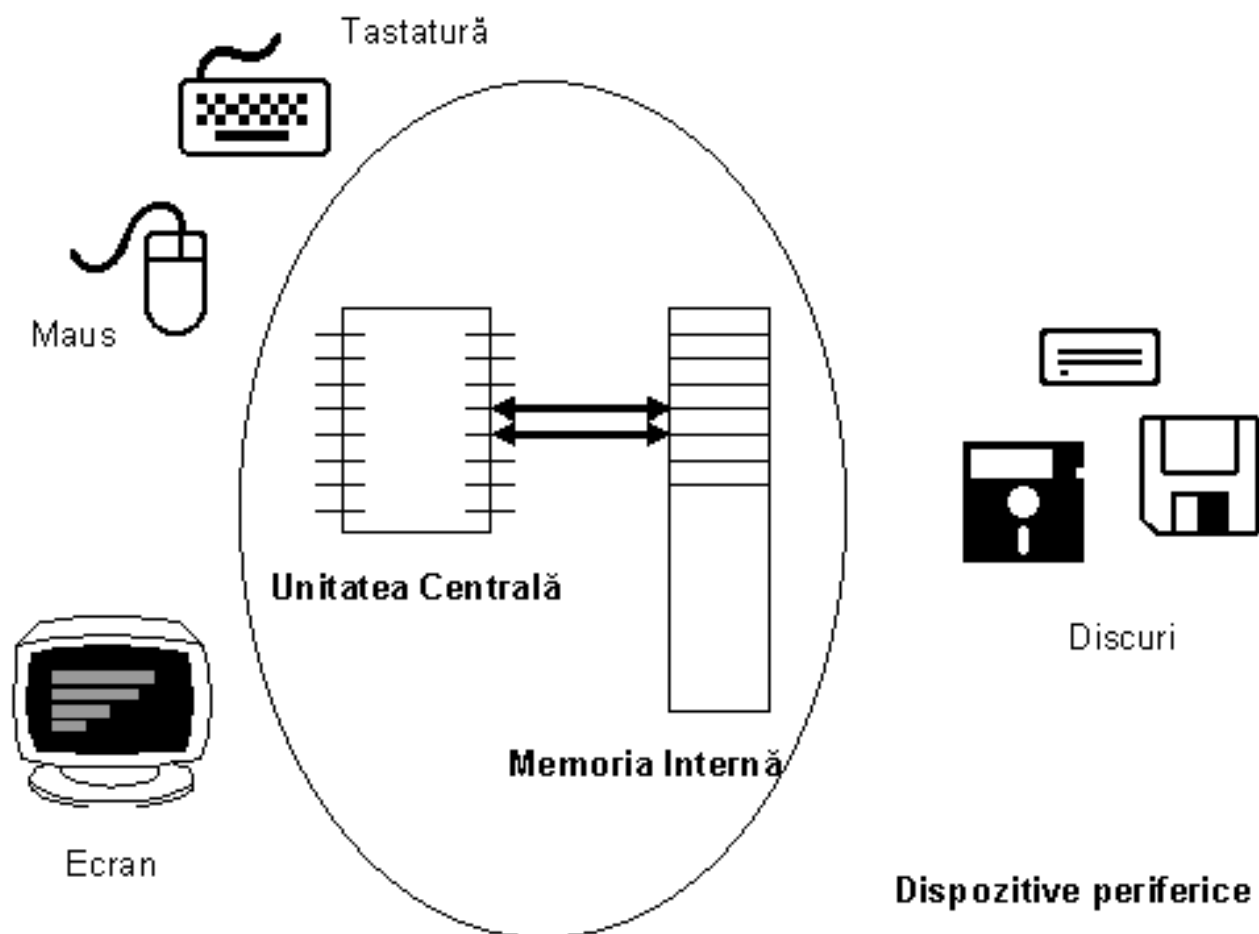 Tastatură
Maus
Unitatea Centrală
Discuri
Memoria Internă
Ecran
Dispozitive periferice